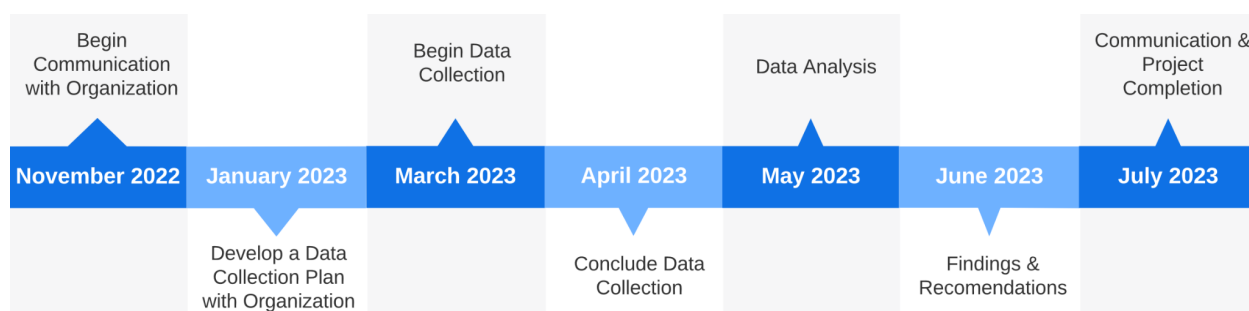 Begin
Communication
with Organization
Begin Data
Collection
Data Analysis
Communication &
Project
Completion
November 2022
January 2023
March 2023
April 2023
May 2023
June 2023
July 2023
Develop a Data
Collection Plan
with Organization
Conclude Data
Collection
Findings &
Recomendations